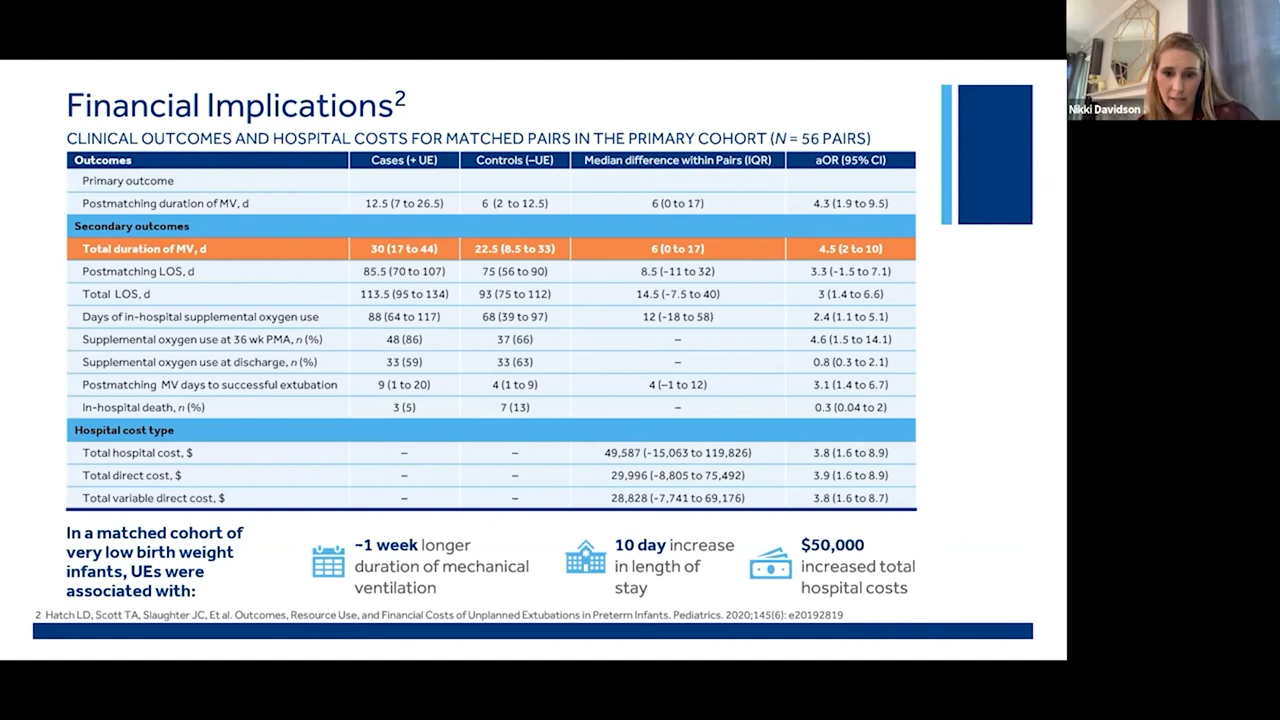 Nikki Davidson
Financial Implications2
CLINICAL OUTCOMES AND HOSPITAL COSTS FOR MATCHED PAIRS IN THE PRIMARY COHORT (N = 56 PAIRS)
Outcomes Cases (+ UE) Controls (–UE) Median difference within Pairs (IQR) aOR (95% CI)
Primary outcome
Postmatching duration of MV, d 12.5 (7 to 26.5) 6 (2 to 12.5) 6 (0 to 17) 4.3 (1.9 to 9.5)
Secondary outcomes
Total duration of MV, d 30 (17 to 44) 22.5 (8.5 to 33) 6 (0 to 17) 4.5 (2 to 10)
Postmatching LOS, d 85.5 (70 to 107) 75 (56 to 90) 8.5 (-11 to 32) 3.3 (-1.5 to 7.1)
Total LOS, d 113.5 (95 to 134) 93 (75 to 112) 14.5 (-7.5 to 40) 3 (1.4 to 6.6)
Days of in-hospital supplemental oxygen use 88 (64 to 117) 68 (39 to 97) 12 (-18 to 58) 2.4 (1.1 to 5.1)
Supplemental oxygen use at 36 wk PMA, n (%) 48 (86) 37 (66) – 4.6 (1.5 to 14.1)
Supplemental oxygen use at discharge, n (%) 33 (59) 33 (63) – 0.8 (0.3 to 2.1)
Postmatching MV days to successful extubation 9 (1 to 20) 4 (1 to 9) 4 (–1 to 12) 3.1 (1.4 to 6.7)
In-hospital death, n (%) 3 (5) 7 (13) – 0.3 (0.04 to 2)
Hospital cost type
Total hospital cost, $ – – 49,587 (-15,063 to 119,826) 3.8 (1.6 to 8.9)
Total direct cost, $ – – 29,996 (-8,805 to 75,492) 3.9 (1.6 to 8.9)
Total variable direct cost, $ – – 28,828 (-7,741 to 69,176) 3.8 (1.6 to 8.7)
In a matched cohort of
very low birth weight
infants, UEs were
associated with:
~1 week longer
duration of mechanical
ventilation
10 day increase
in length of
stay
$50,000
increased total
hospital costs
2 Hatch LD, Scott TA, Slaughter JC, Et al. Outcomes, Resource Use, and Financial Costs of Unplanned Extubations in Preterm Infants. Pediatrics. 2020;145(6): e20192819